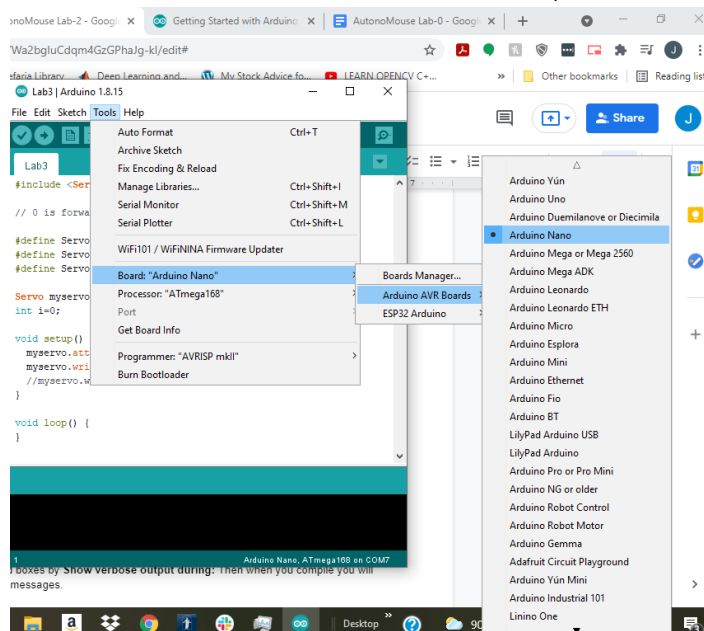 onoMouse Lab-2 - Google
Getting Started with Arduino
AutonoMouse Lab-0 - Google
Wa2bgluCdqm4GzGPhaJg-kl/edit#
efaria Library
Deep Learning and...
My Stock Advice fo...
LEARN OPENCV C+...
»
Other bookmarks
Reading list
Lab3 | Arduino 1.8.15
File Edit Sketch Tools Help
Share
J
Lab3
#include <Ser
// 0 is forwa
#define Servo
#define Servo
#define Servo
Servo myservo
int i=0;
void setup()
myservo.att
myservo.wri
//myservo.w
}
void loop() {
}
Auto Format Ctrl+T
Archive Sketch
Fix Encoding & Reload
Manage Libraries... Ctrl+Shift+I
Serial Monitor Ctrl+Shift+M
Serial Plotter Ctrl+Shift+L
WiFi101 / WiFiNINA Firmware Updater
Board: "Arduino Nano"
Processor: "ATmega168"
Port
Get Board Info
Programmer: "AVRISP mkII"
Burn Bootloader
Boards Manager...
Arduino AVR Boards
ESP32 Arduino
7
31
Arduino Yún
Arduino Uno
Arduino Duemilanove or Diecimila
Arduino Nano
Arduino Mega or Mega 2560
Arduino Mega ADK
Arduino Leonardo
Arduino Leonardo ETH
Arduino Micro
Arduino Esplora
Arduino Mini
Arduino Ethernet
Arduino Fio
Arduino BT
LilyPad Arduino USB
LilyPad Arduino
Arduino Pro or Pro Mini
Arduino NG or older
Arduino Robot Control
Arduino Robot Motor
Arduino Gemma
Adafruit Circuit Playground
Arduino Yún Mini
Arduino Industrial 101
Linino One
1 Arduino Nano, ATmega168 on COM7
boxes by Show verbose output during: Then when you compile you will
messages.
Desktop
90